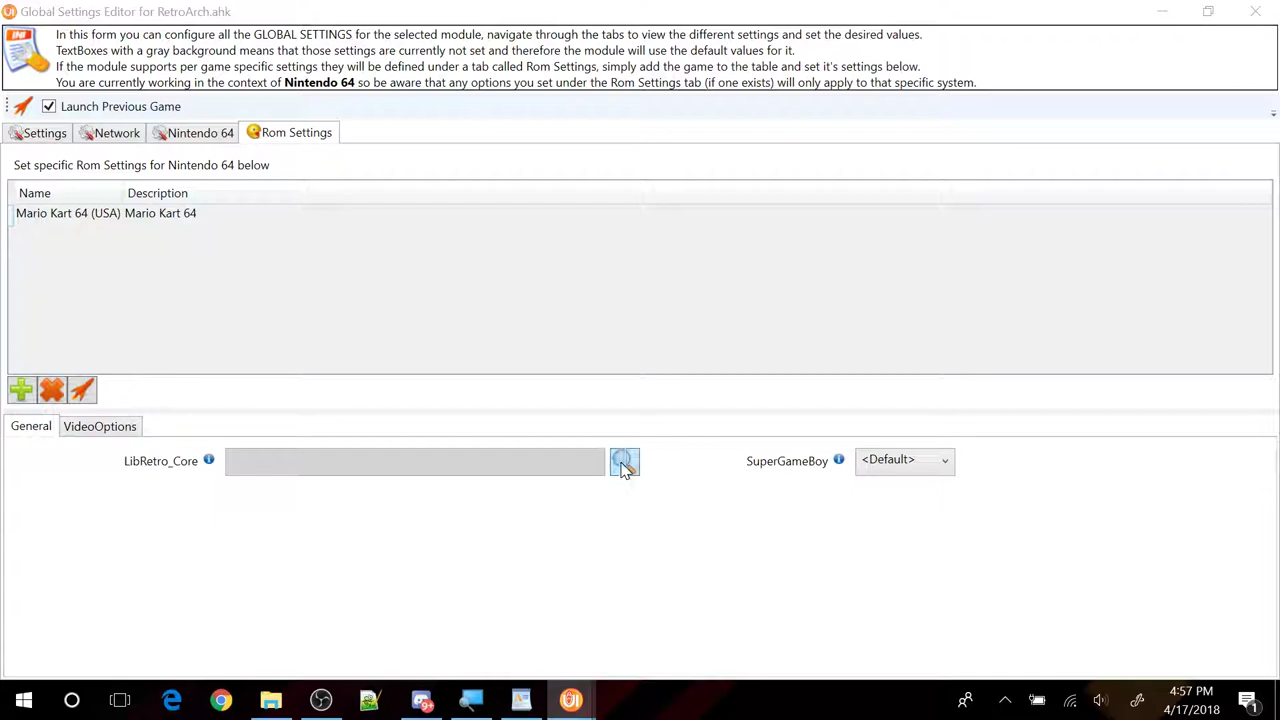 Global Settings Editor for RetroArch.ahk
In this form you can configure all the GLOBAL SETTINGS for the selected module, navigate through the tabs to view the different settings and set the desired values.
TextBoxes with a gray background means that those settings are currently not set and therefore the module will use the default values for it.
If the module supports per game specific settings they will be defined under a tab called Rom Settings, simply add the game to the table and set it's settings below.
You are currently working in the context of Nintendo 64 so be aware that any options you set under the Rom Settings tab (if one exists) will only apply to that specific system.
Launch Previous Game
Settings Network Nintendo 64 Rom Settings
Set specific Rom Settings for Nintendo 64 below
Name Description
Mario Kart 64 (USA) Mario Kart 64
General VideoOptions
LibRetro_Core SuperGameBoy <Default>
4:57 PM
4/17/2018